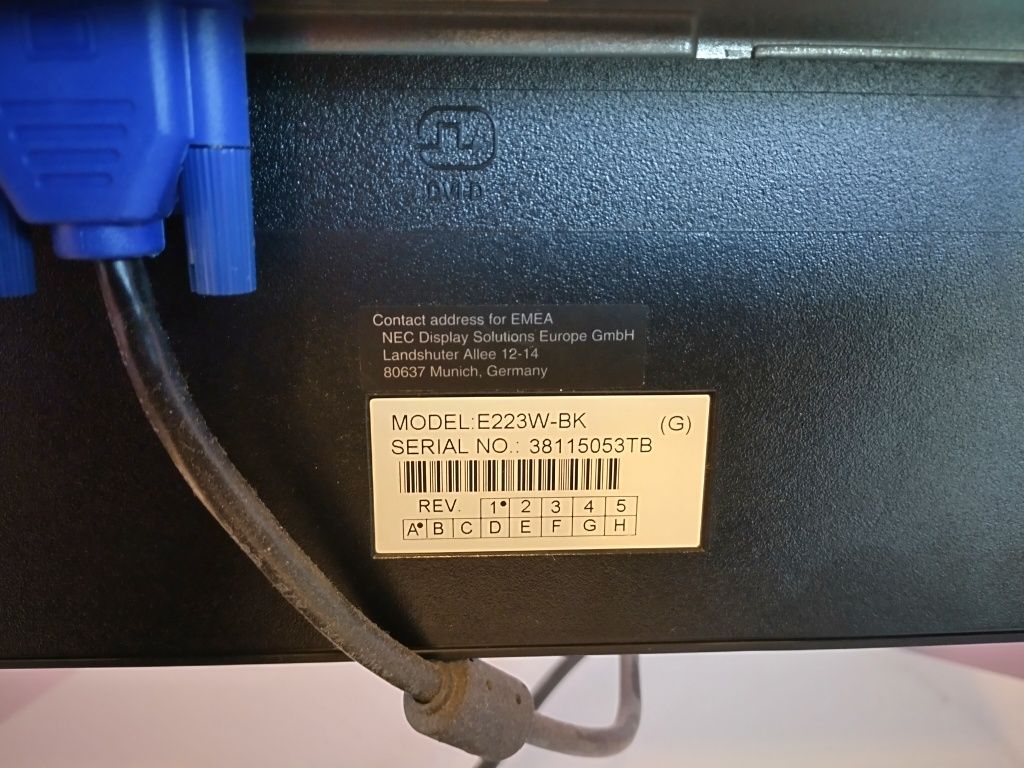 DVI-D
Contact address for EMEA
NEC Display Solutions Europe GmbH
Landshuter Allee 12-14
80637 Munich, Germany
MODEL:E223W-BK (G)
SERIAL NO.: 38115053TB
REV. 1• 2 3 4 5
A• B C D E F G H